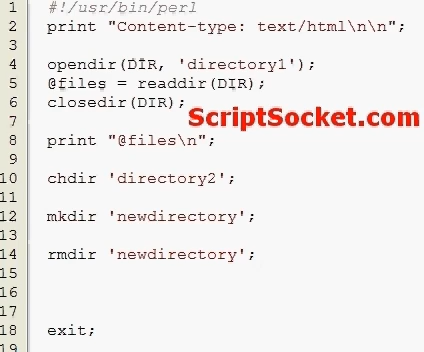 1 #!/usr/bin/perl
2 print "Content-type: text/html\n\n";
3
4 opendir(DIR, 'directory1');
5 @files = readdir(DIR);
6 closedir(DIR);
ScriptSocket.com
7
8 print "@files\n";
9
10 chdir 'directory2';
11
12 mkdir 'newdirectory';
13
14 rmdir 'newdirectory';
15
16
17
18 exit;
19